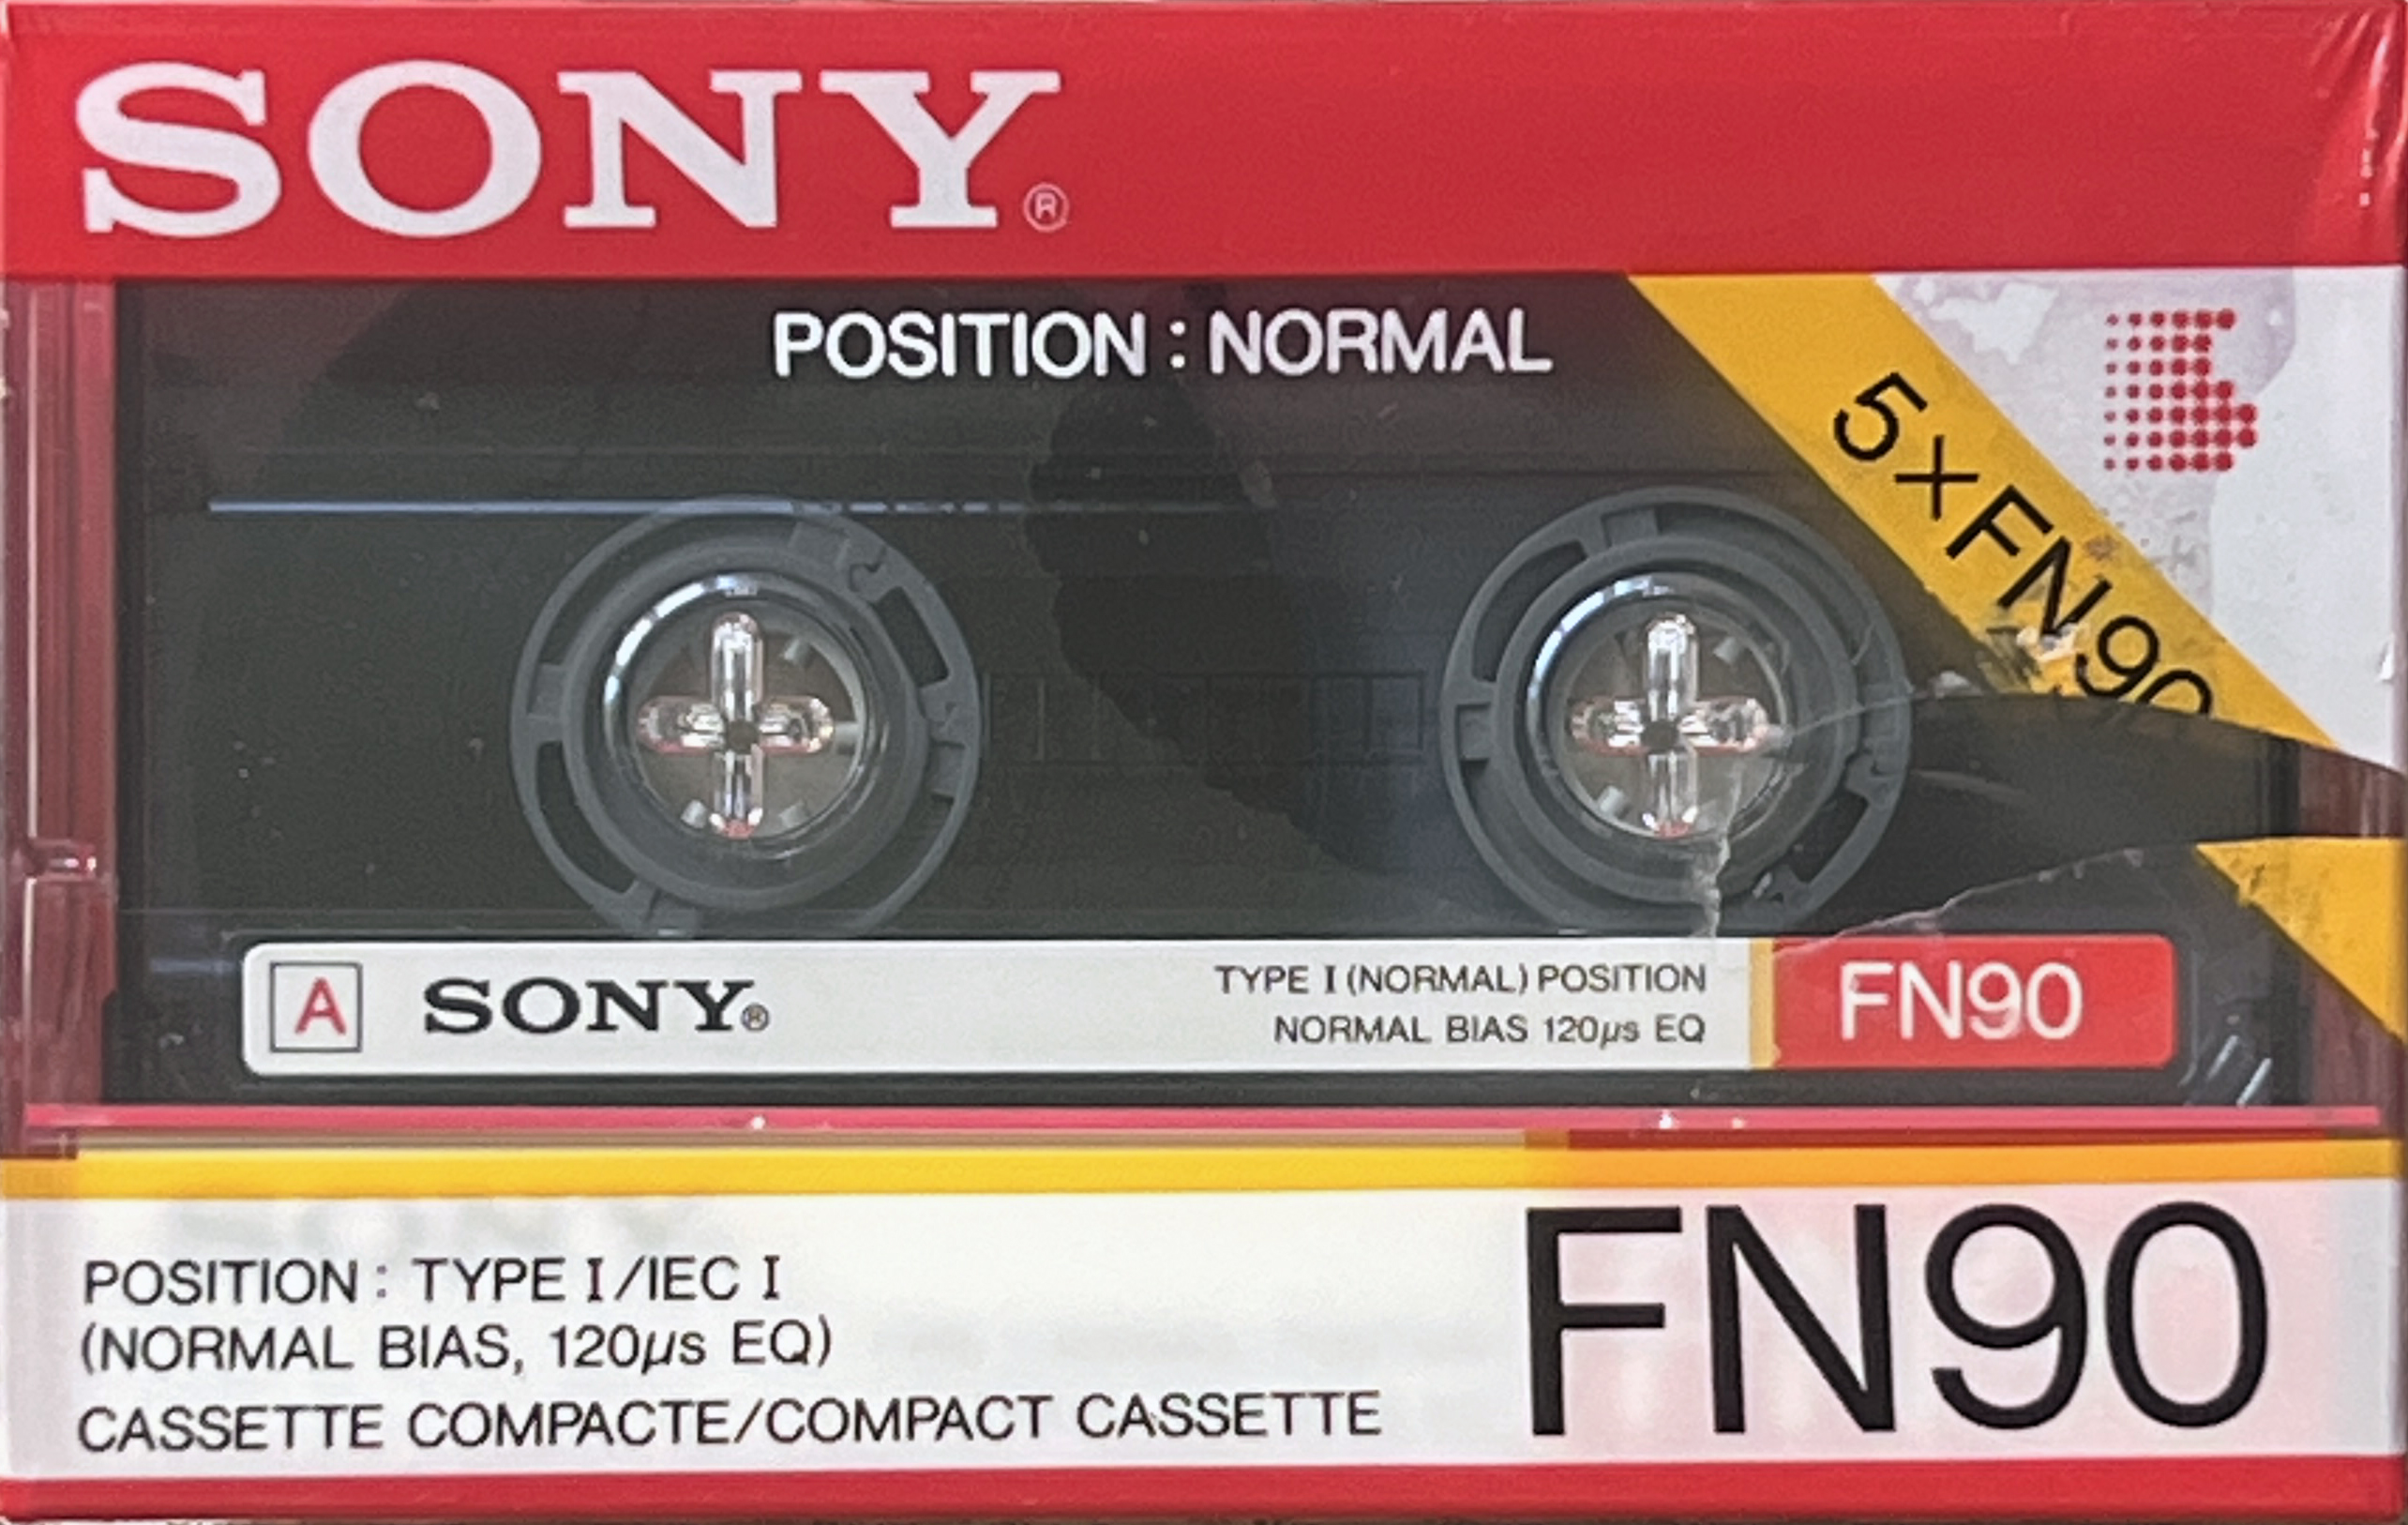 SONY®
POSITION : NORMAL
5×FN90
A SONY® TYPE I (NORMAL) POSITION
NORMAL BIAS 120µs EQ
FN90
POSITION : TYPE I/IEC I
(NORMAL BIAS, 120µs EQ)
CASSETTE COMPACTE/COMPACT CASSETTE
FN90